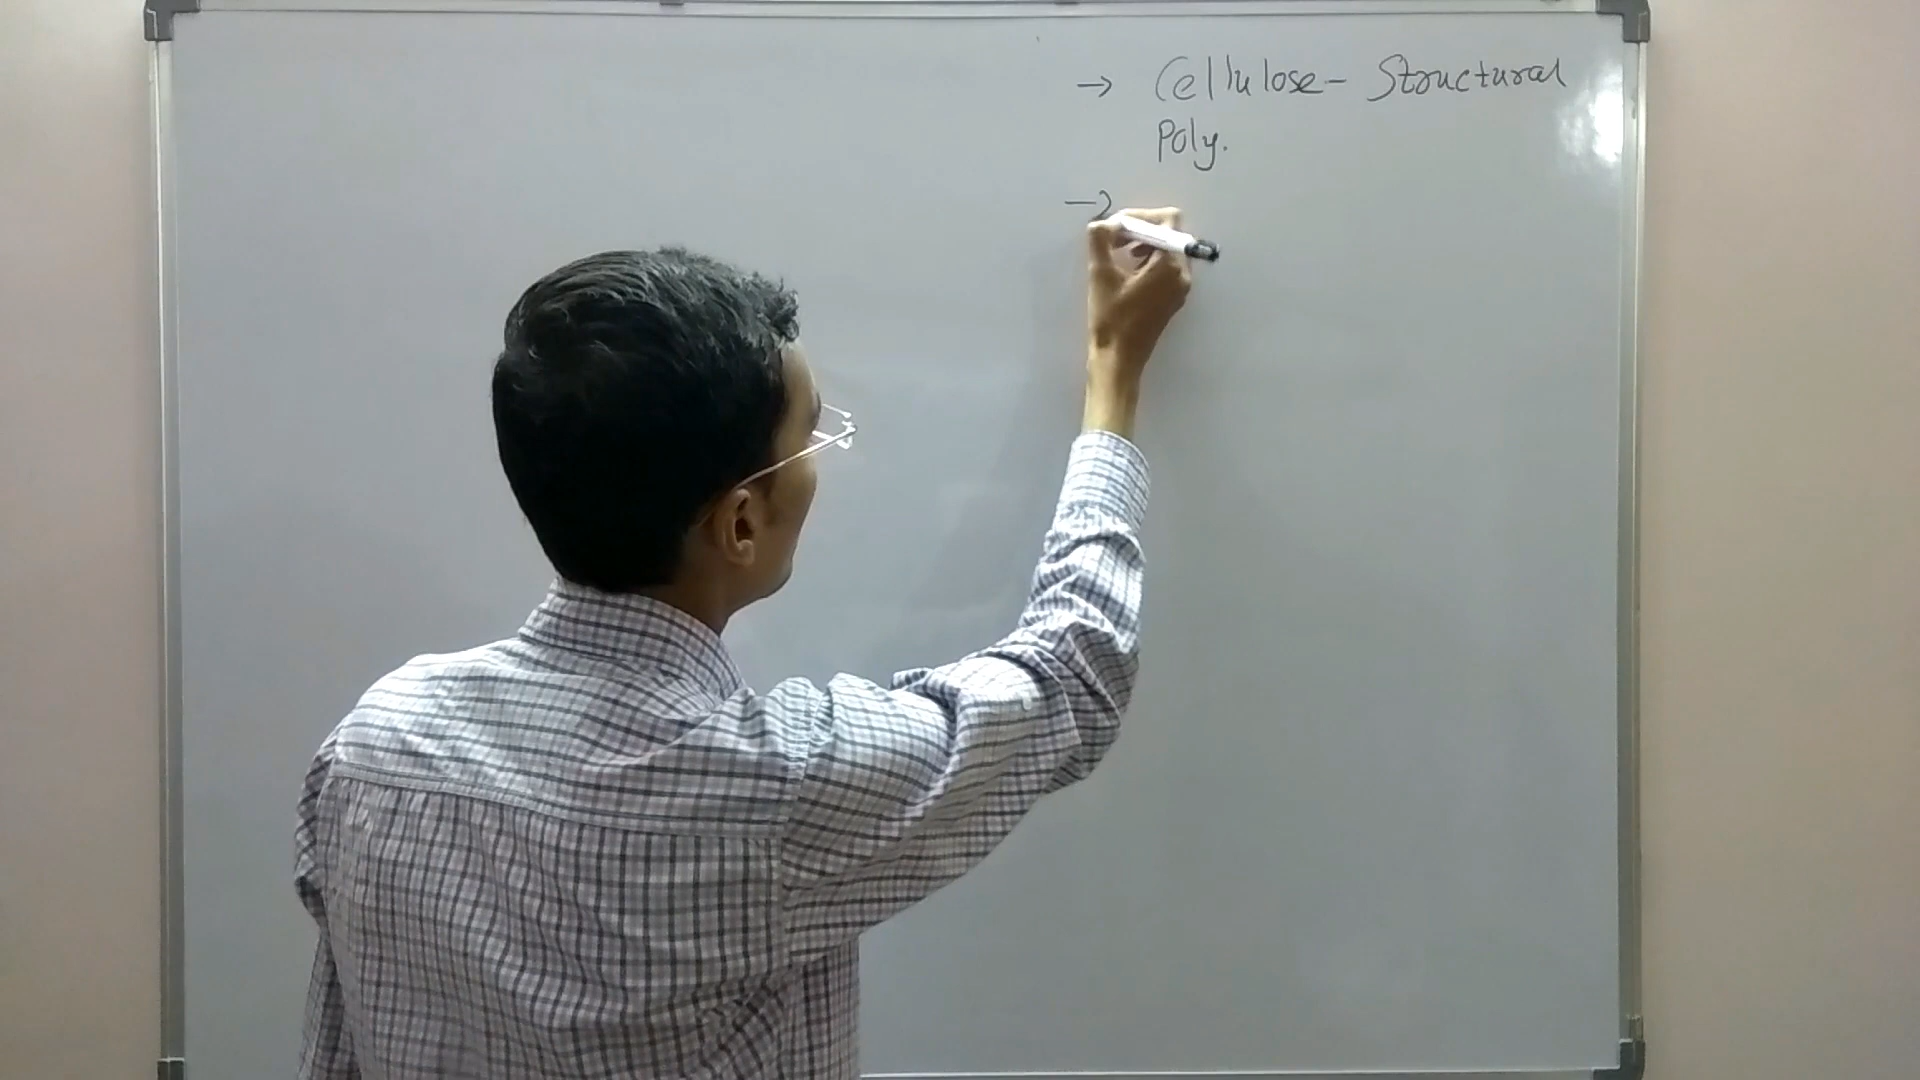 → Cellulose - Structural
Poly.
→